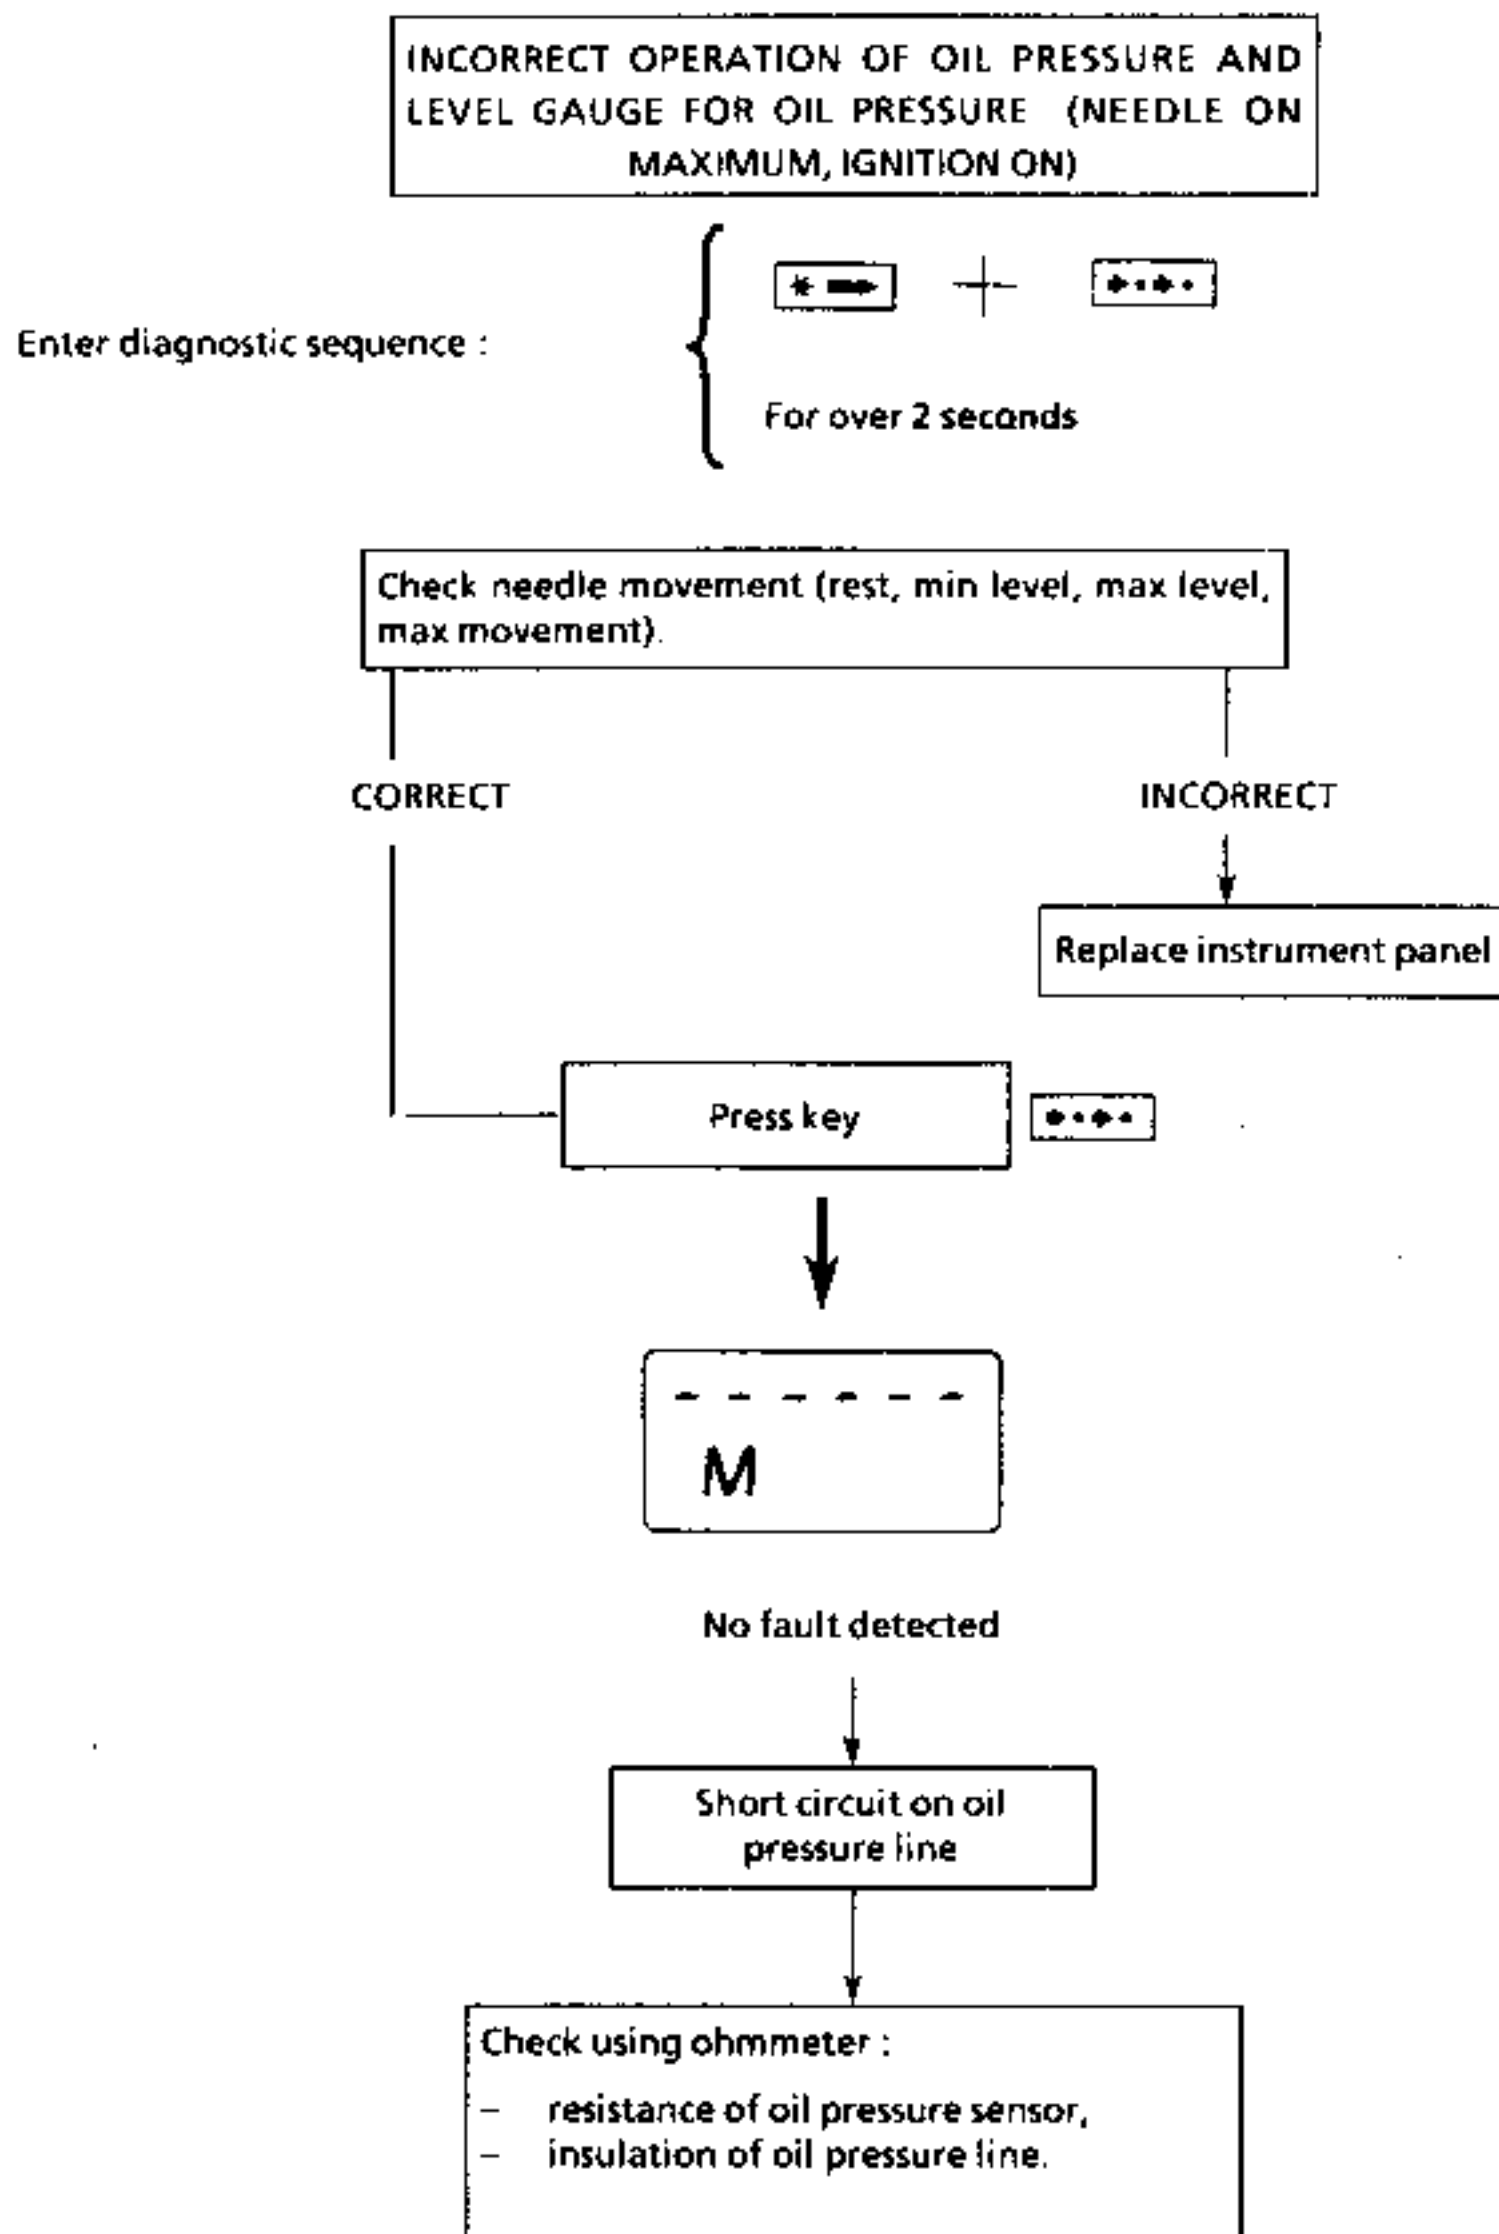 INCORRECT OPERATION OF OIL PRESSURE AND
LEVEL GAUGE FOR OIL PRESSURE (NEEDLE ON
MAXIMUM, IGNITION ON)
Enter diagnostic sequence :
+
For over 2 seconds
Check needle movement (rest, min level, max level,
max movement).
CORRECT
INCORRECT
Replace instrument panel
Press key
- - - - - -
M
No fault detected
Short circuit on oil
pressure line
Check using ohmmeter :
– resistance of oil pressure sensor,
– insulation of oil pressure line.